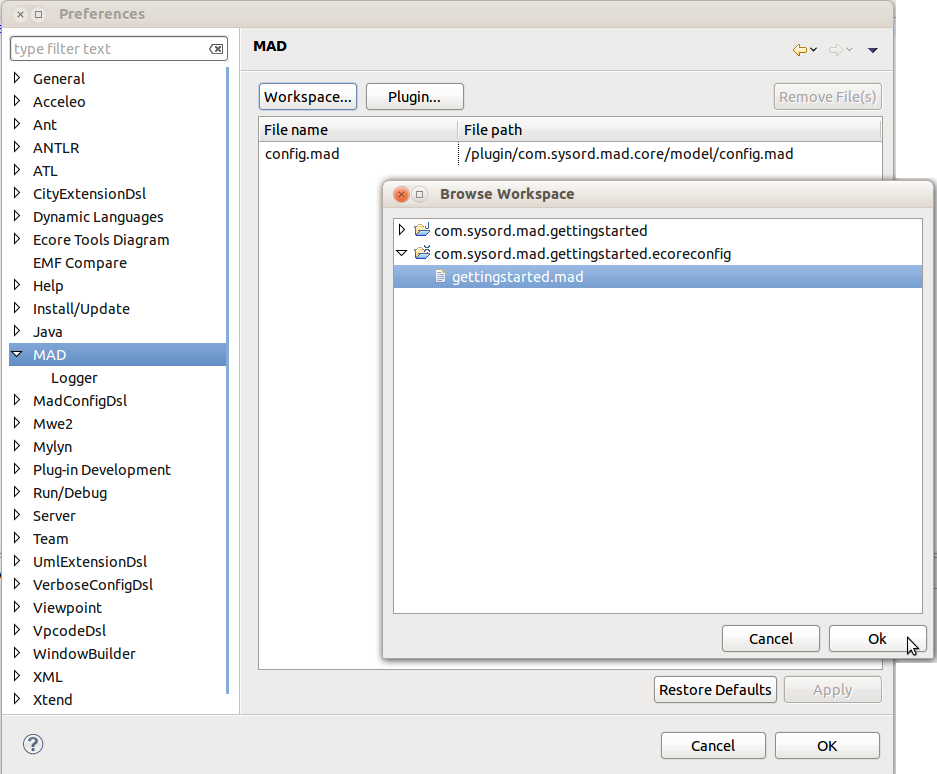 Preferences
type filter text
General
Acceleo
Ant
ANTLR
ATL
CityExtensionDsl
Dynamic Languages
Ecore Tools Diagram
EMF Compare
Help
Install/Update
Java
MAD
Logger
MadConfigDsl
Mwe2
Mylyn
Plug-in Development
Run/Debug
Server
Team
UmlExtensionDsl
VerboseConfigDsl
Viewpoint
VpcodeDsl
WindowBuilder
XML
Xtend
MAD
Workspace... Plugin... Remove File(s)
File name File path
config.mad /plugin/com.sysord.mad.core/model/config.mad
Browse Workspace
com.sysord.mad.gettingstarted
com.sysord.mad.gettingstarted.ecoreconfig
gettingstarted.mad
Cancel Ok
Restore Defaults Apply
? Cancel OK